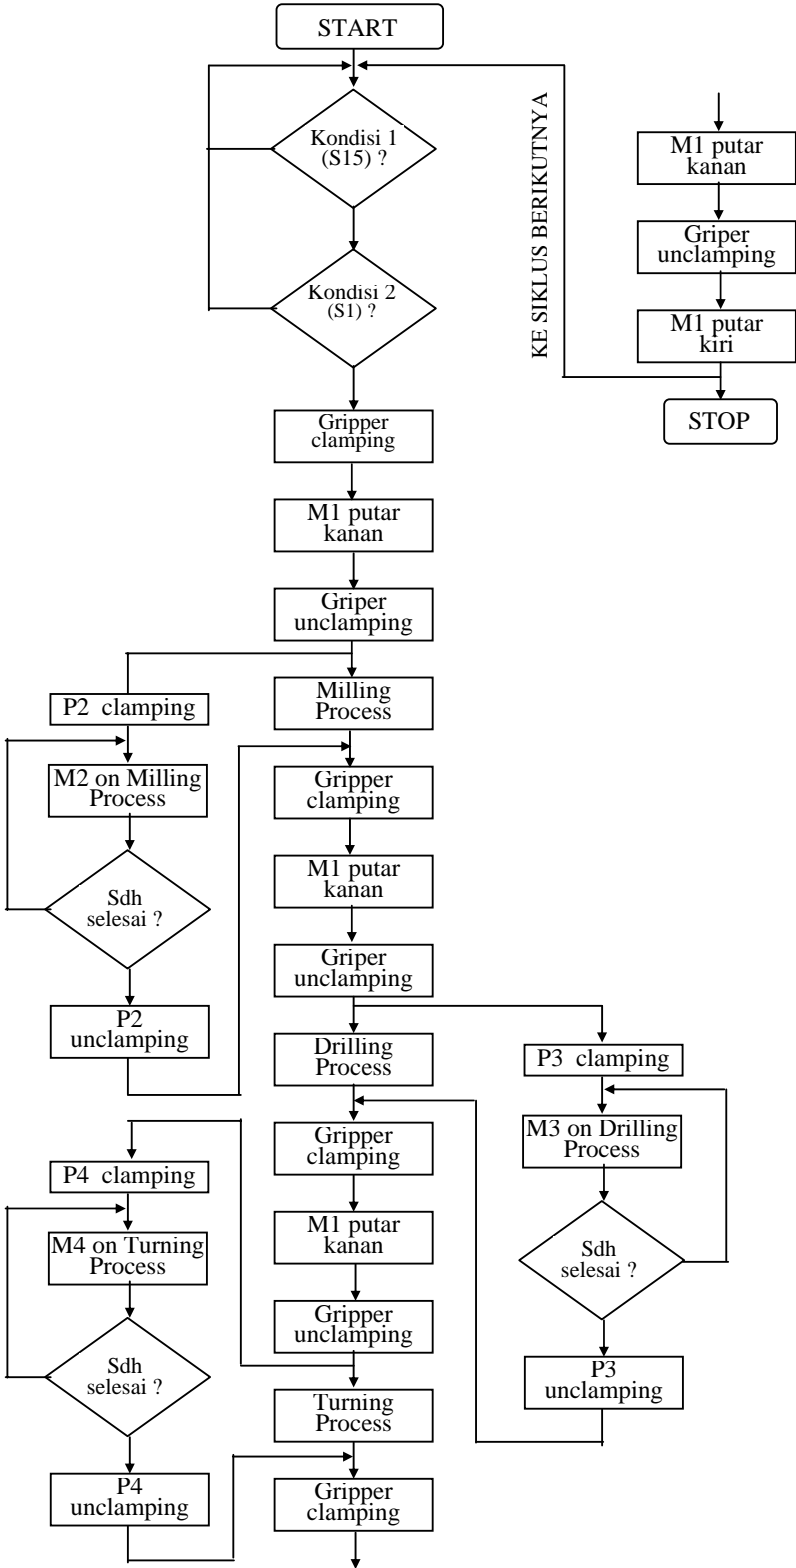 START
Kondisi 1
(S15) ?
Kondisi 2
(S1) ?
Gripper
clamping
M1 putar
kanan
Griper
unclamping
Milling
Process
P2 clamping
M2 on Milling
Process
Sdh
selesai ?
P2
unclamping
Gripper
clamping
M1 putar
kanan
Griper
unclamping
Drilling
Process
P3 clamping
M3 on Drilling
Process
Sdh
selesai ?
P3
unclamping
Gripper
clamping
M1 putar
kanan
Gripper
unclamping
P4 clamping
M4 on Turning
Process
Sdh
selesai ?
P4
unclamping
Turning
Process
Gripper
clamping
M1 putar
kanan
Griper
unclamping
M1 putar
kiri
STOP
KE SIKLUS BERIKUTNYA